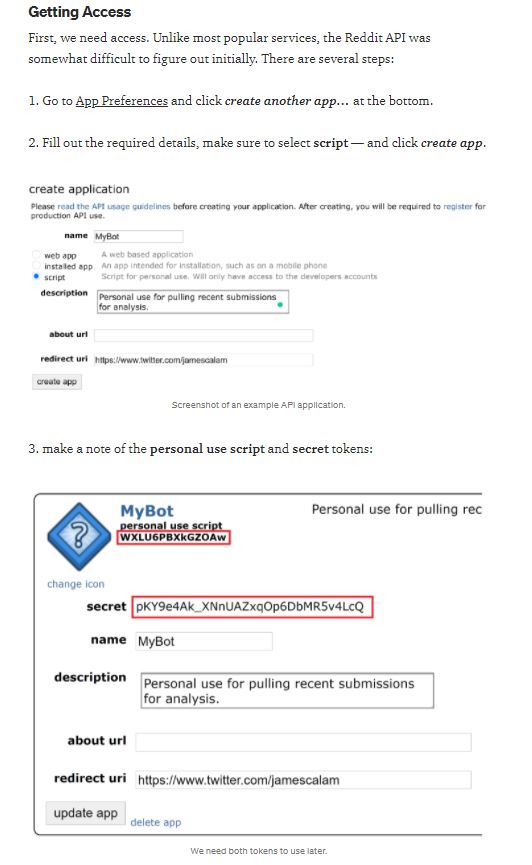 Getting Access
First, we need access. Unlike most popular services, the Reddit API was
somewhat difficult to figure out initially. There are several steps:
1. Go to App Preferences and click create another app... at the bottom.
2. Fill out the required details, make sure to select script — and click create app.
create application
Please read the API usage guidelines before creating your application. After creating, you will be required to register for
production API use.
name MyBot
web app A web based application
installed app An app intended for installation, such as on a mobile phone
script Script for personal use. Will only have access to the developers accounts
description Personal use for pulling recent submissions
for analysis.
about url
redirect uri https://www.twitter.com/jamescalam
create app
Screenshot of an example API application.
3. make a note of the personal use script and secret tokens:
MyBot Personal use for pulling rec
personal use script
WXLU6PBXkGZOAw
?
change icon
secret pKY9e4Ak_XNnUAZxqOp6DbMR5v4LcQ
name MyBot
description Personal use for pulling recent submissions
for analysis.
about url
redirect uri https://www.twitter.com/jamescalam
update app delete app
We need both tokens to use later.